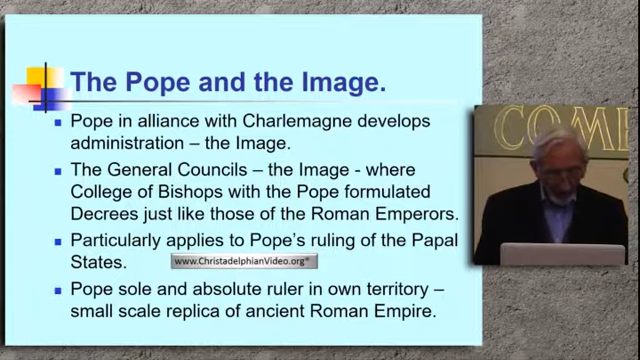 The Pope and the Image.
Pope in alliance with Charlemagne develops
administration – the Image.
The General Councils – the Image - where
College of Bishops with the Pope formulated
Decrees just like those of the Roman Emperors.
Particularly applies to Pope's ruling of the Papal
States.
www.ChristadelphianVideo.org
Pope sole and absolute ruler in own territory –
small scale replica of ancient Roman Empire.